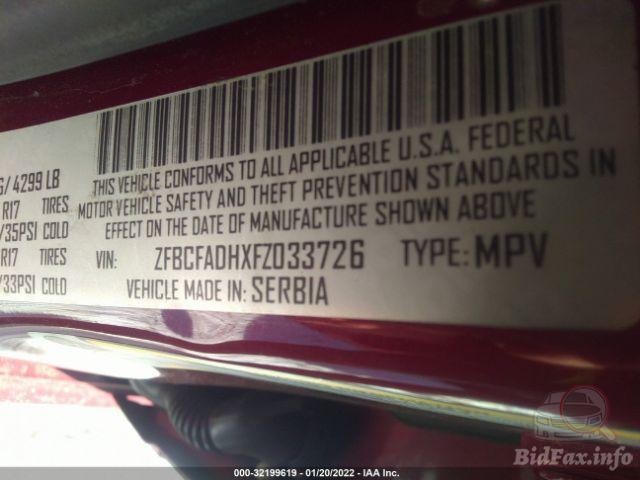 / 4299 LB
THIS VEHICLE CONFORMS TO ALL APPLICABLE U.S.A. FEDERAL
R17 TIRES MOTOR VEHICLE SAFETY AND THEFT PREVENTION STANDARDS IN
/35PSI COLD EFFECT ON THE DATE OF MANUFACTURE SHOWN ABOVE
R17 TIRES VIN: ZFBCFADHXFZ033726 TYPE: MPV
/33PSI COLD VEHICLE MADE IN: SERBIA
BidFax.info
000-32199619 - 01/20/2022 - IAA Inc.